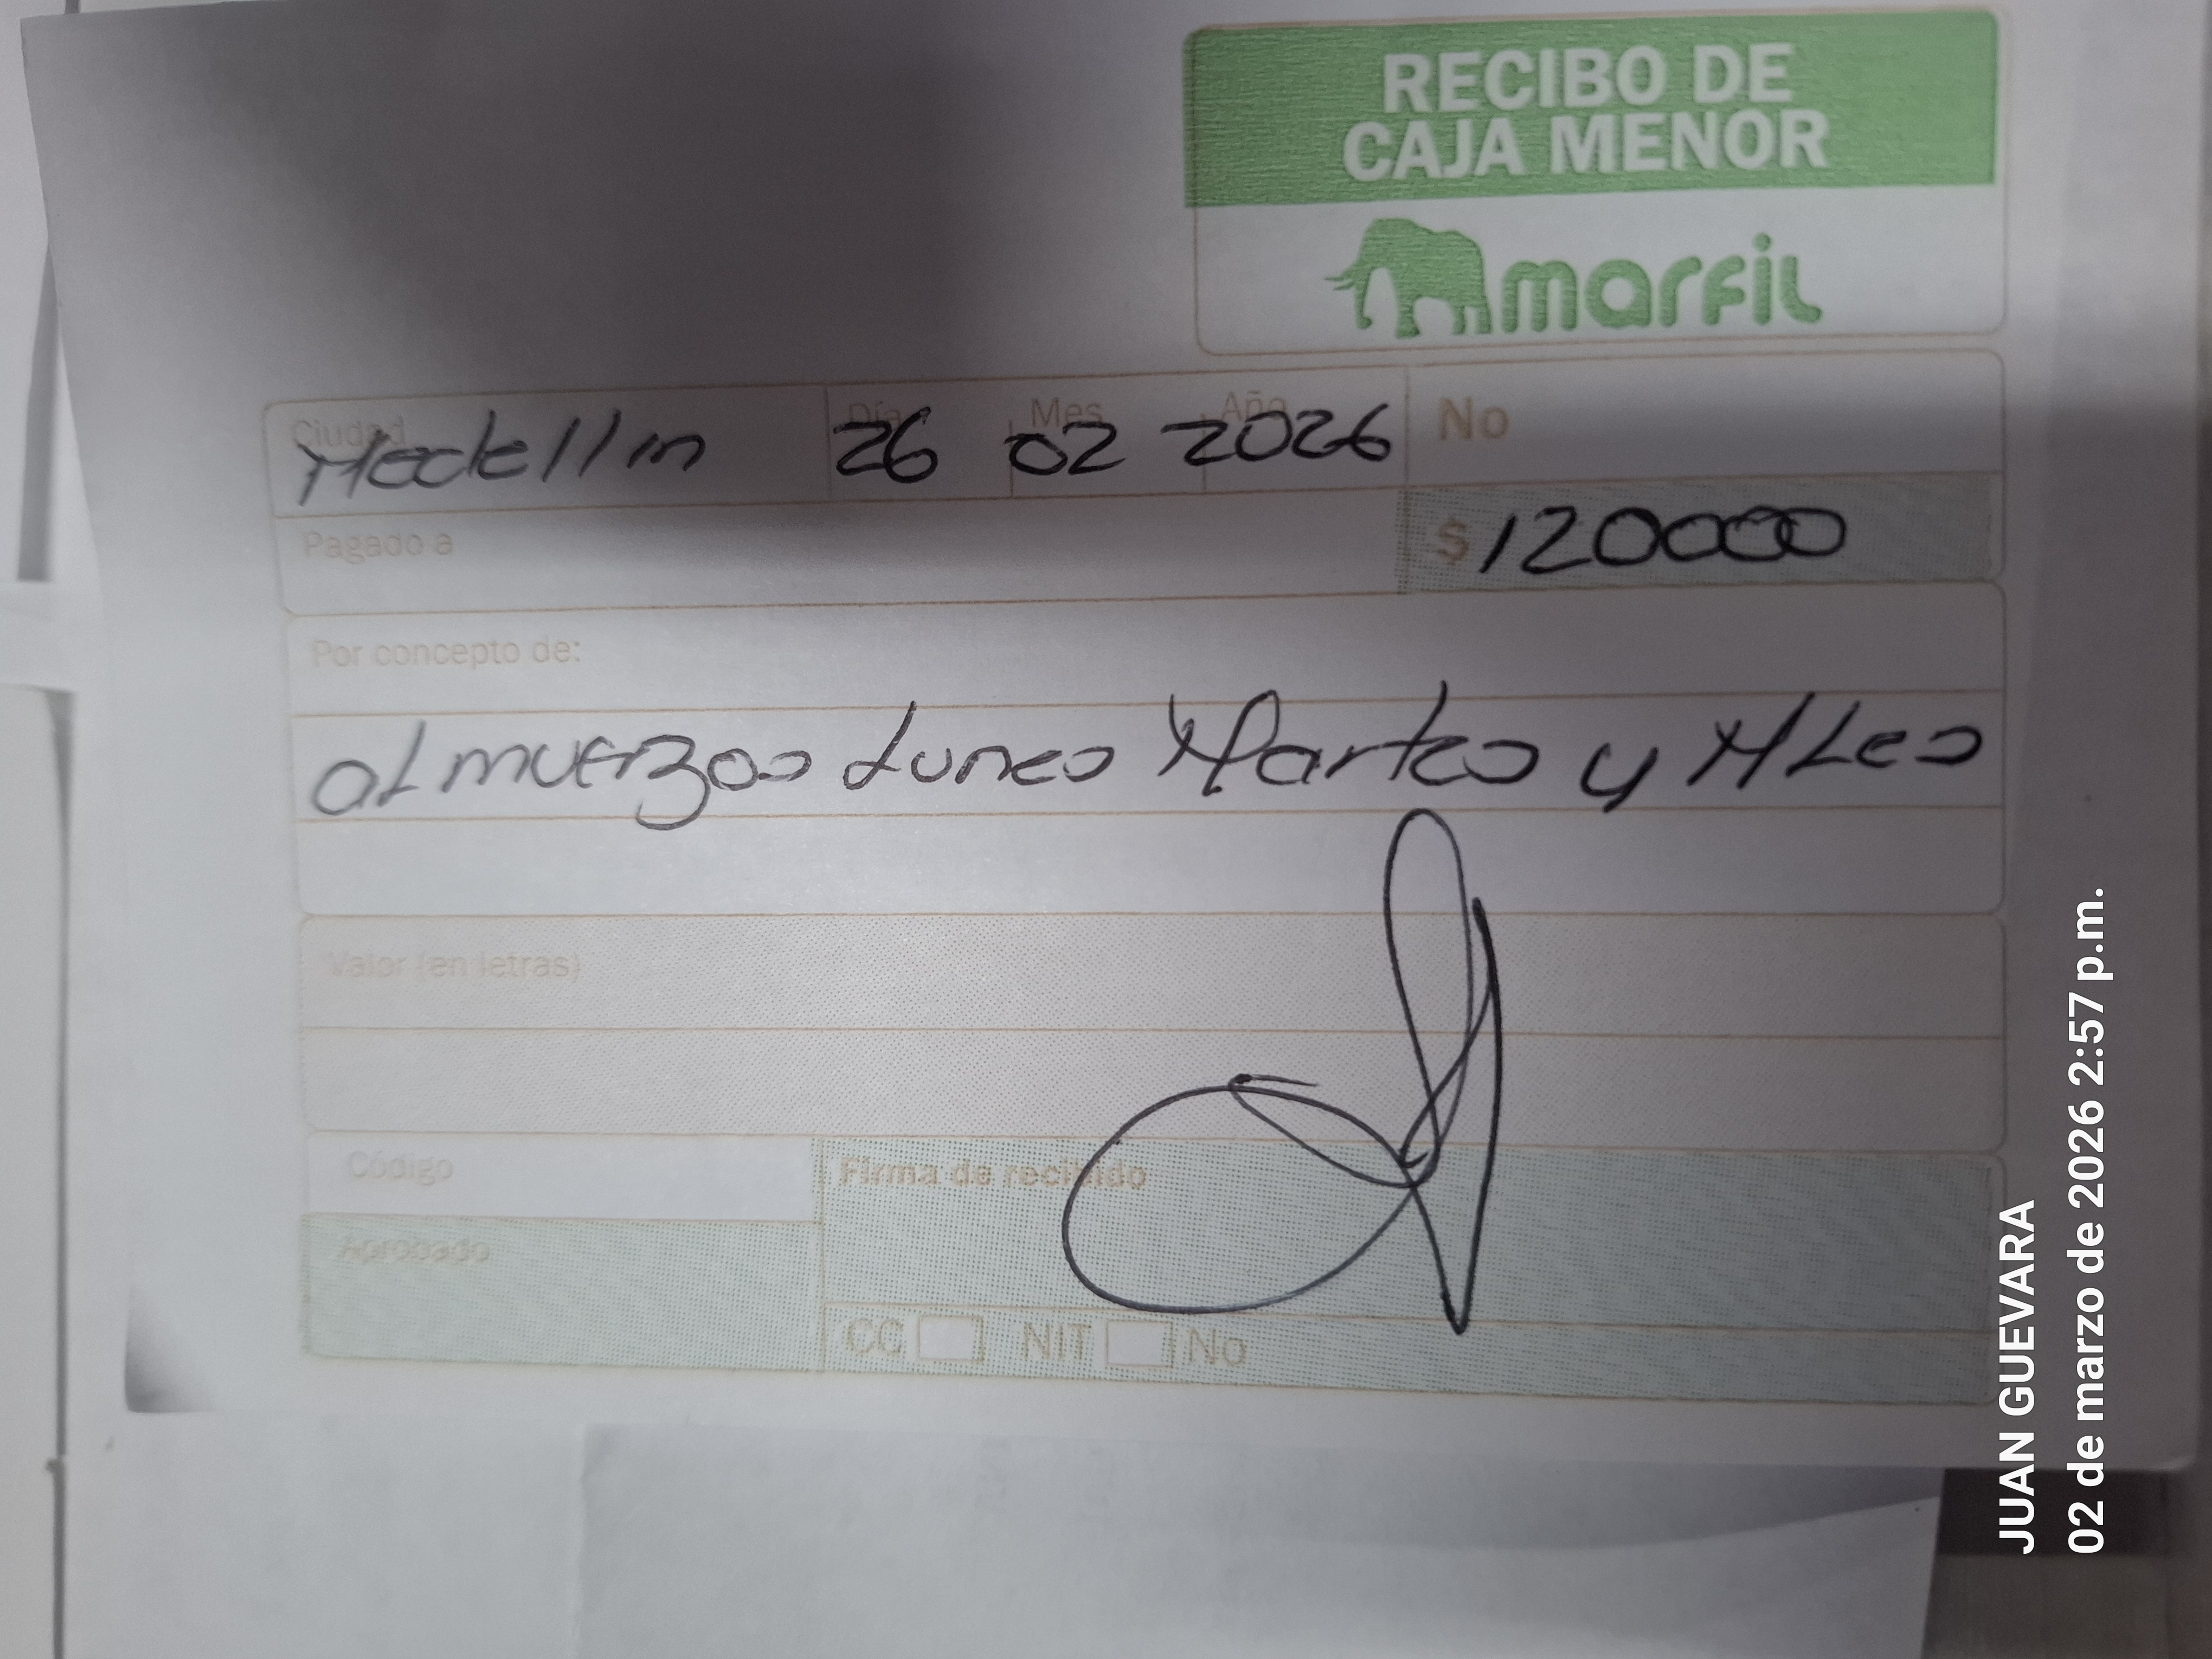 RECIBO DE
CAJA MENOR
marfil
Ciudad Día Mes Año No
Medellin 26 02 2026
Pagado a $ 120000
Por concepto de:
almuerzos Lunes Martes y MLes
Valor (en letras)
Código Firma de recibido
Aprobado
CC NIT No
JUAN GUEVARA
02 de marzo de 2026 2:57 p.m.